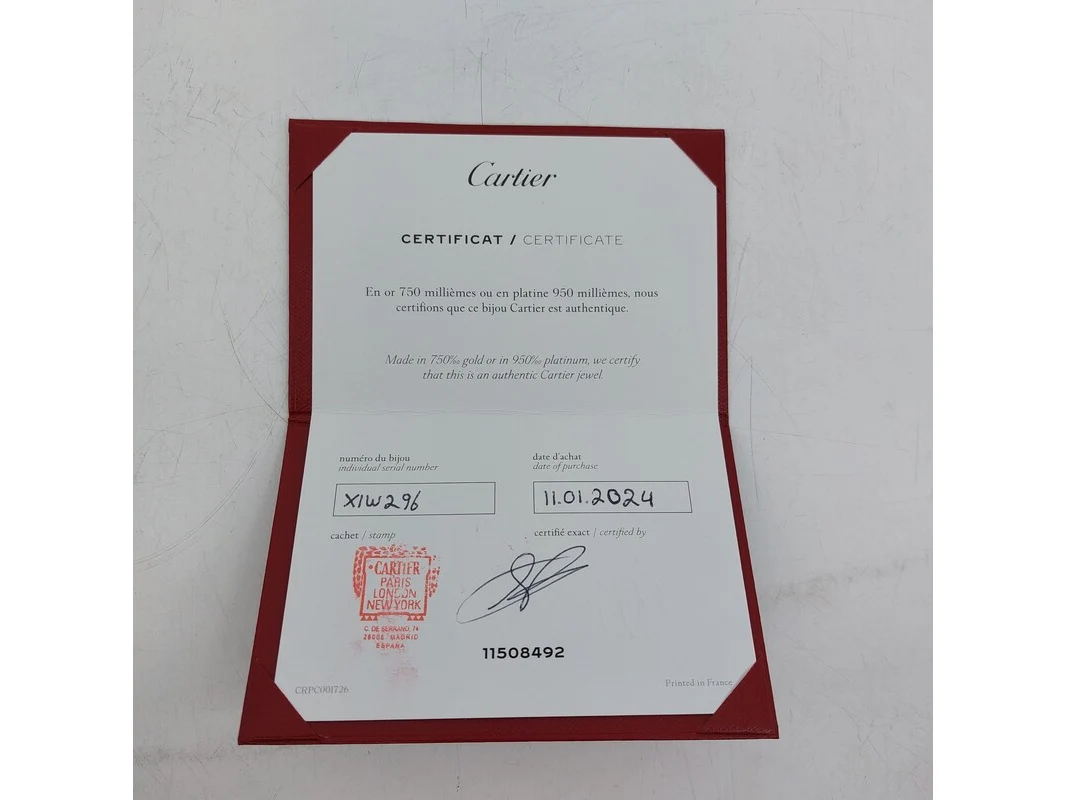 Cartier
CERTIFICAT / CERTIFICATE
En or 750 millièmes ou en platine 950 millièmes, nous
certifions que ce bijou Cartier est authentique.
Made in 750‰ gold or in 950‰ platinum, we certify
that this is an authentic Cartier jewel.
numéro du bijou
individual serial number
XIW296
date d'achat
date of purchase
11.01.2024
cachet / stamp
certifié exact / certified by
CARTIER
PARIS
LONDON
NEW YORK
C. DE SERRANO, 74
28006 MADRID
ESPAÑA
11508492
CRPC001726
Printed in France